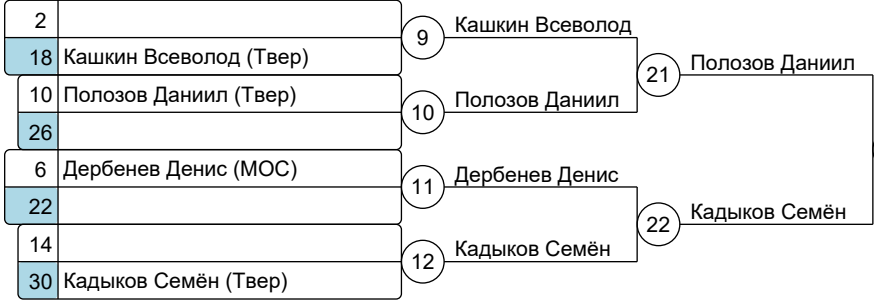 2
18 Кашкин Всеволод (Твер)
10 Полозов Даниил (Твер)
26
6 Дербенев Денис (МОС)
22
14
30 Кадыков Семён (Твер)
9 Кашкин Всеволод
10 Полозов Даниил
11 Дербенев Денис
12 Кадыков Семён
21 Полозов Даниил
22 Кадыков Семён